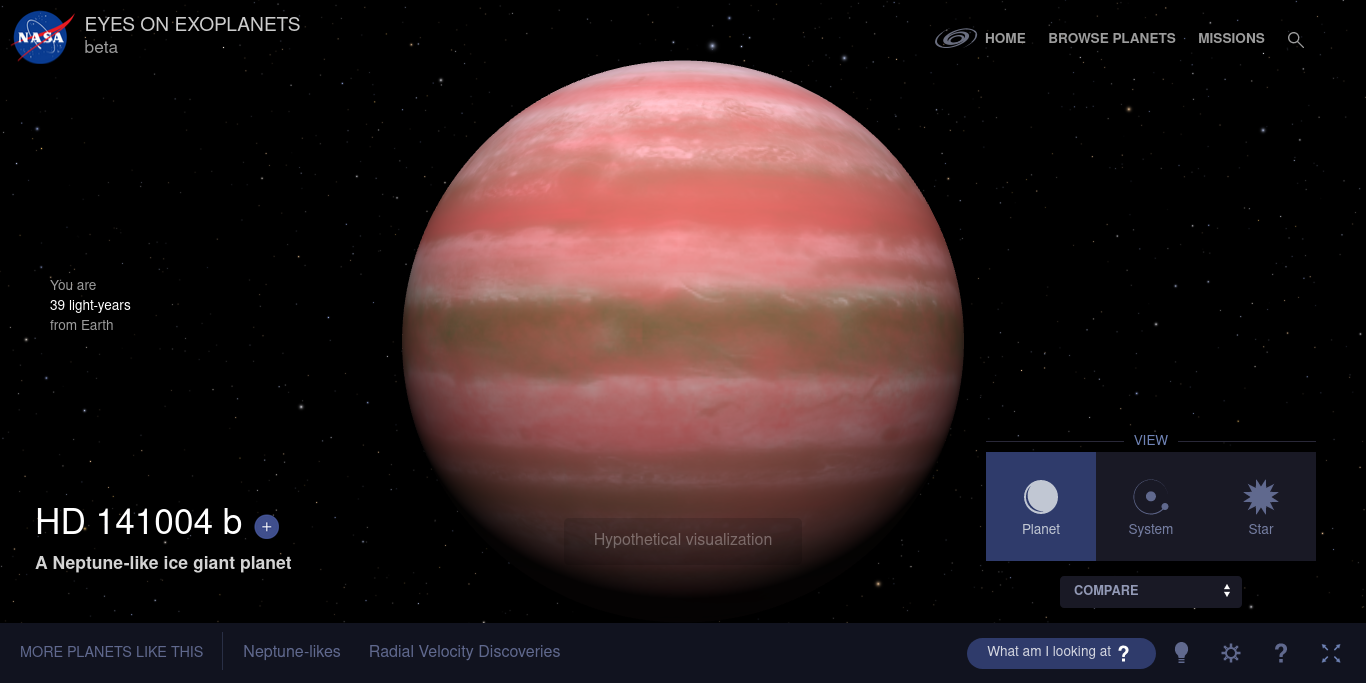 NASA
EYES ON EXOPLANETS
beta
HOME
BROWSE PLANETS
MISSIONS
You are
39 light-years
from Earth
VIEW
Planet
System
Star
HD 141004 b +
A Neptune-like ice giant planet
Hypothetical visualization
COMPARE
MORE PLANETS LIKE THIS
Neptune-likes
Radial Velocity Discoveries
What am I looking at ?
?